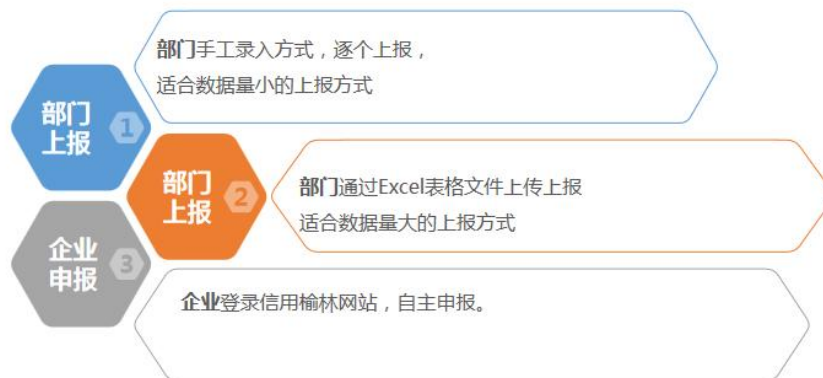 部门手工录入方式，逐个上报，
适合数据量小的上报方式
部门
上报
1
部门
上报
2
部门通过Excel表格文件上传上报
适合数据量大的上报方式
企业
申报
3
企业登录信用榆林网站，自主申报。